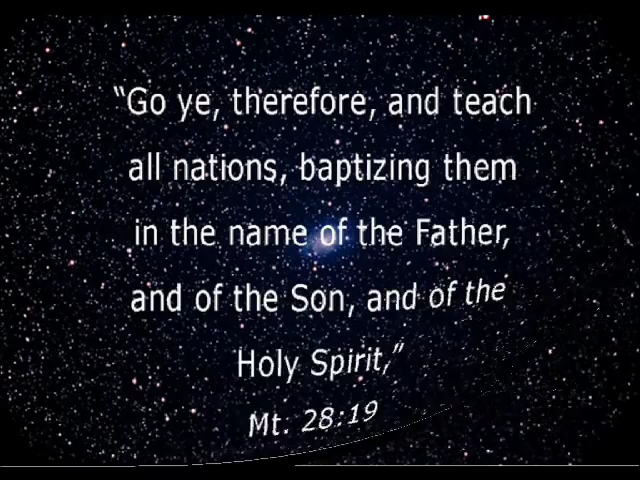 “Go ye, therefore, and teach
all nations, baptizing them
in the name of the Father,
and of the Son, and of the
Holy Spirit,”
Mt. 28:19